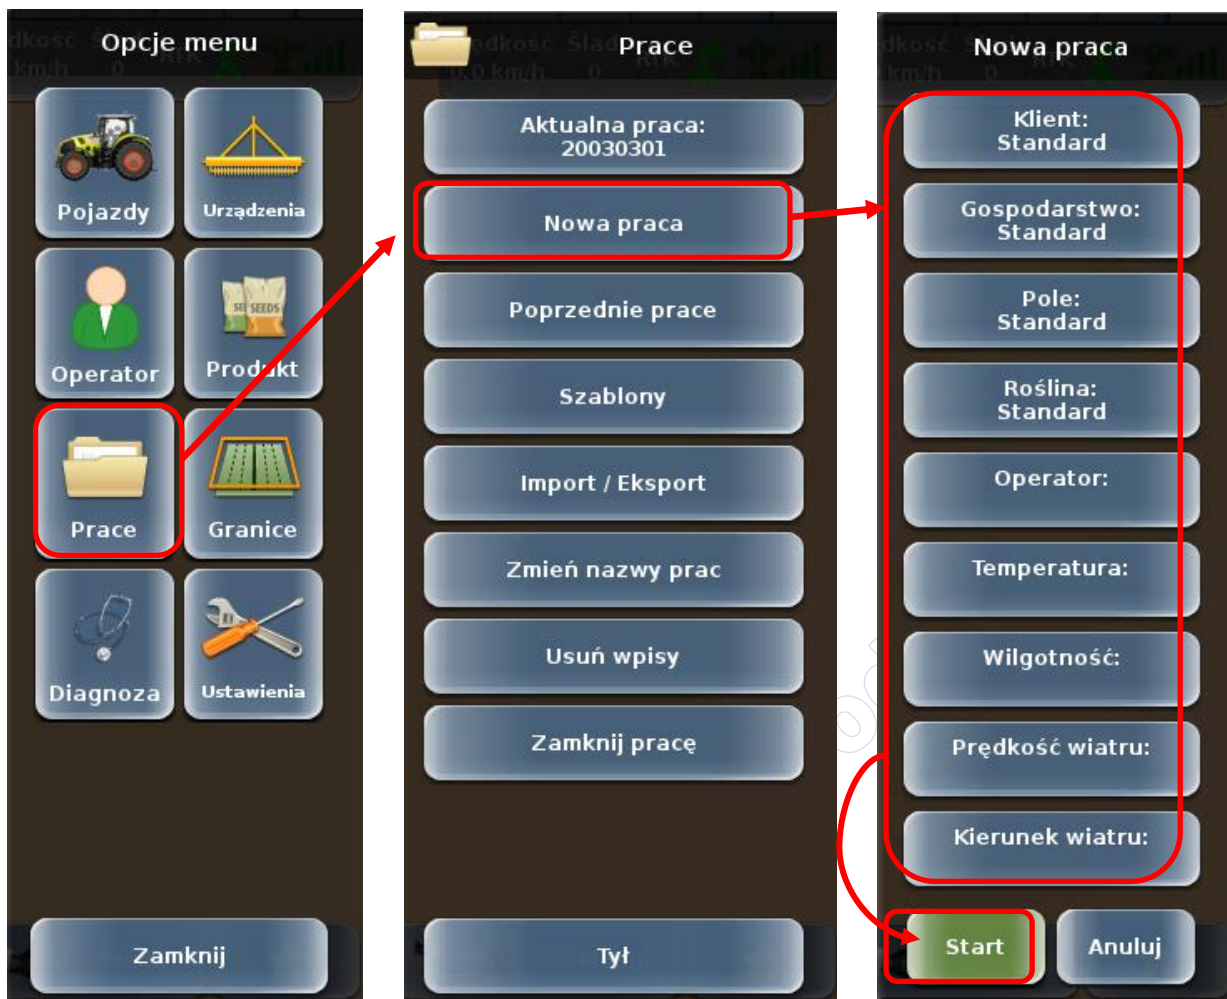 Opcje menu
Pojazdy
Urządzenia
Operator
Produkt
Prace
Granice
Diagnoza
Ustawienia
Zamknij
Prace
Aktualna praca:
20030301
Nowa praca
Poprzednie prace
Szablony
Import / Eksport
Zmień nazwy prac
Usuń wpisy
Zamknij pracę
Tył
Nowa praca
Klient:
Standard
Gospodarstwo:
Standard
Pole:
Standard
Roślina:
Standard
Operator:
Temperatura:
Wilgotność:
Prędkość wiatru:
Kierunek wiatru:
Start
Anuluj